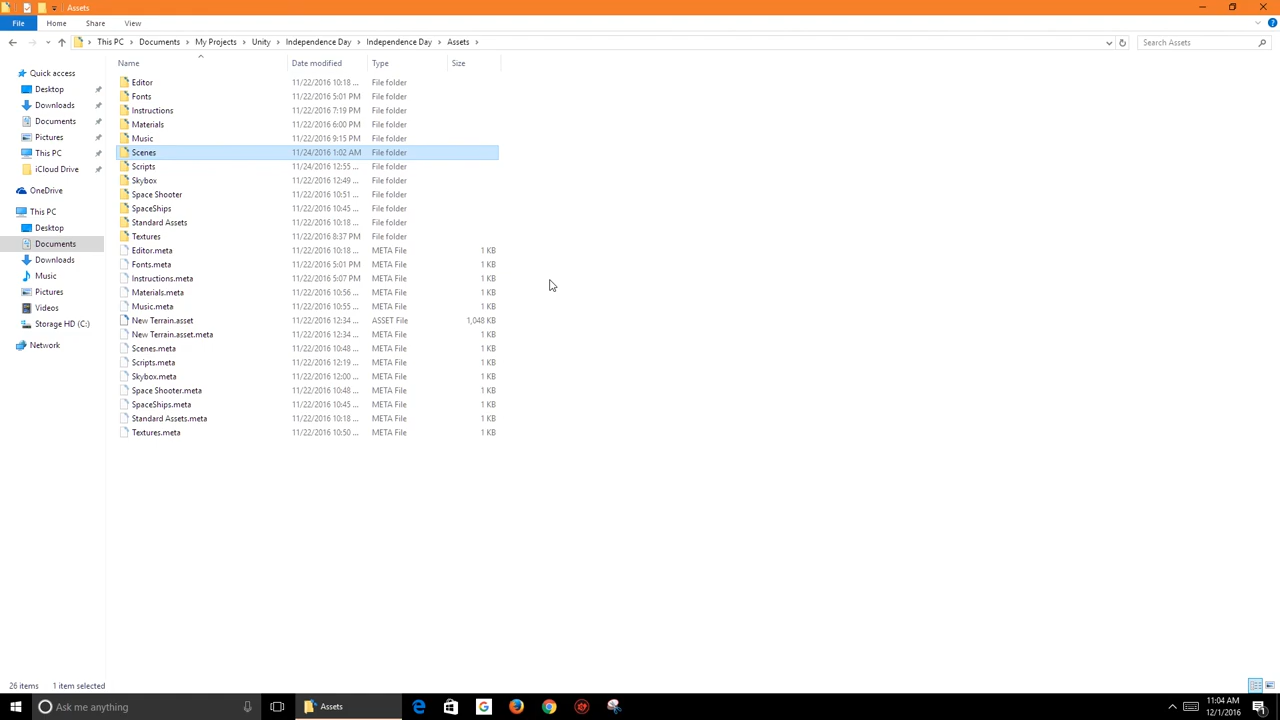 Assets
File Home Share View
This PC Documents My Projects Unity Independence Day Independence Day Assets
Search Assets
Name Date modified Type Size
Quick access
Desktop
Downloads
Documents
Pictures
This PC
iCloud Drive
OneDrive
This PC
Desktop
Documents
Downloads
Music
Pictures
Videos
Storage HD (C:)
Network
Editor 11/22/2016 10:18 ... File folder
Fonts 11/22/2016 5:01 PM File folder
Instructions 11/22/2016 7:19 PM File folder
Materials 11/22/2016 6:00 PM File folder
Music 11/22/2016 9:15 PM File folder
Scenes 11/24/2016 1:02 AM File folder
Scripts 11/24/2016 12:55 ... File folder
Skybox 11/22/2016 12:49 ... File folder
Space Shooter 11/22/2016 10:51 ... File folder
SpaceShips 11/22/2016 10:45 ... File folder
Standard Assets 11/22/2016 10:18 ... File folder
Textures 11/22/2016 8:37 PM File folder
Editor.meta 11/22/2016 10:18 ... META File 1 KB
Fonts.meta 11/22/2016 5:01 PM META File 1 KB
Instructions.meta 11/22/2016 5:07 PM META File 1 KB
Materials.meta 11/22/2016 10:56 ... META File 1 KB
Music.meta 11/22/2016 10:55 ... META File 1 KB
New Terrain.asset 11/22/2016 12:34 ... ASSET File 1,048 KB
New Terrain.asset.meta 11/22/2016 12:34 ... META File 1 KB
Scenes.meta 11/22/2016 10:48 ... META File 1 KB
Scripts.meta 11/22/2016 12:19 ... META File 1 KB
Skybox.meta 11/22/2016 12:00 ... META File 1 KB
Space Shooter.meta 11/22/2016 10:48 ... META File 1 KB
SpaceShips.meta 11/22/2016 10:45 ... META File 1 KB
Standard Assets.meta 11/22/2016 10:18 ... META File 1 KB
Textures.meta 11/22/2016 10:50 ... META File 1 KB
26 items 1 item selected
Ask me anything
Assets
11:04 AM
12/1/2016